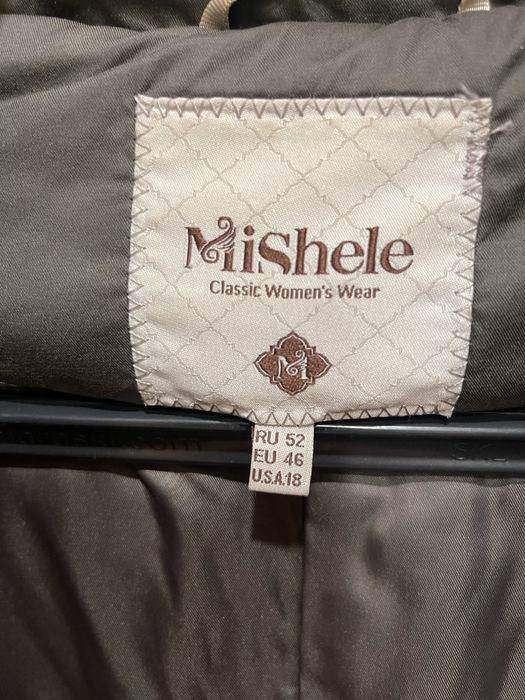 MiShele
Classic Women's Wear
M
RU 52
EU 46
U.S.A.18